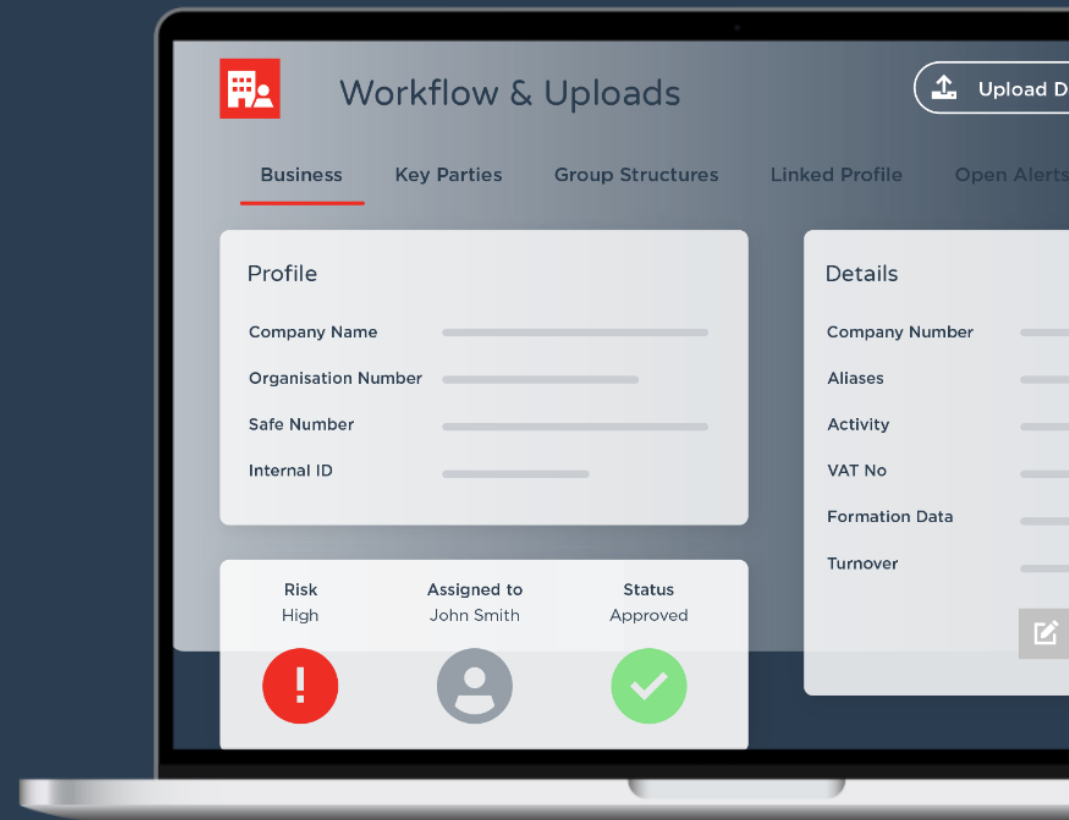 Workflow & Uploads
Upload D
Business Key Parties Group Structures Linked Profile Open Alerts
Profile
Company Name
Organisation Number
Safe Number
Internal ID
Details
Company Number
Aliases
Activity
VAT No
Formation Data
Turnover
Risk Assigned to Status
High John Smith Approved